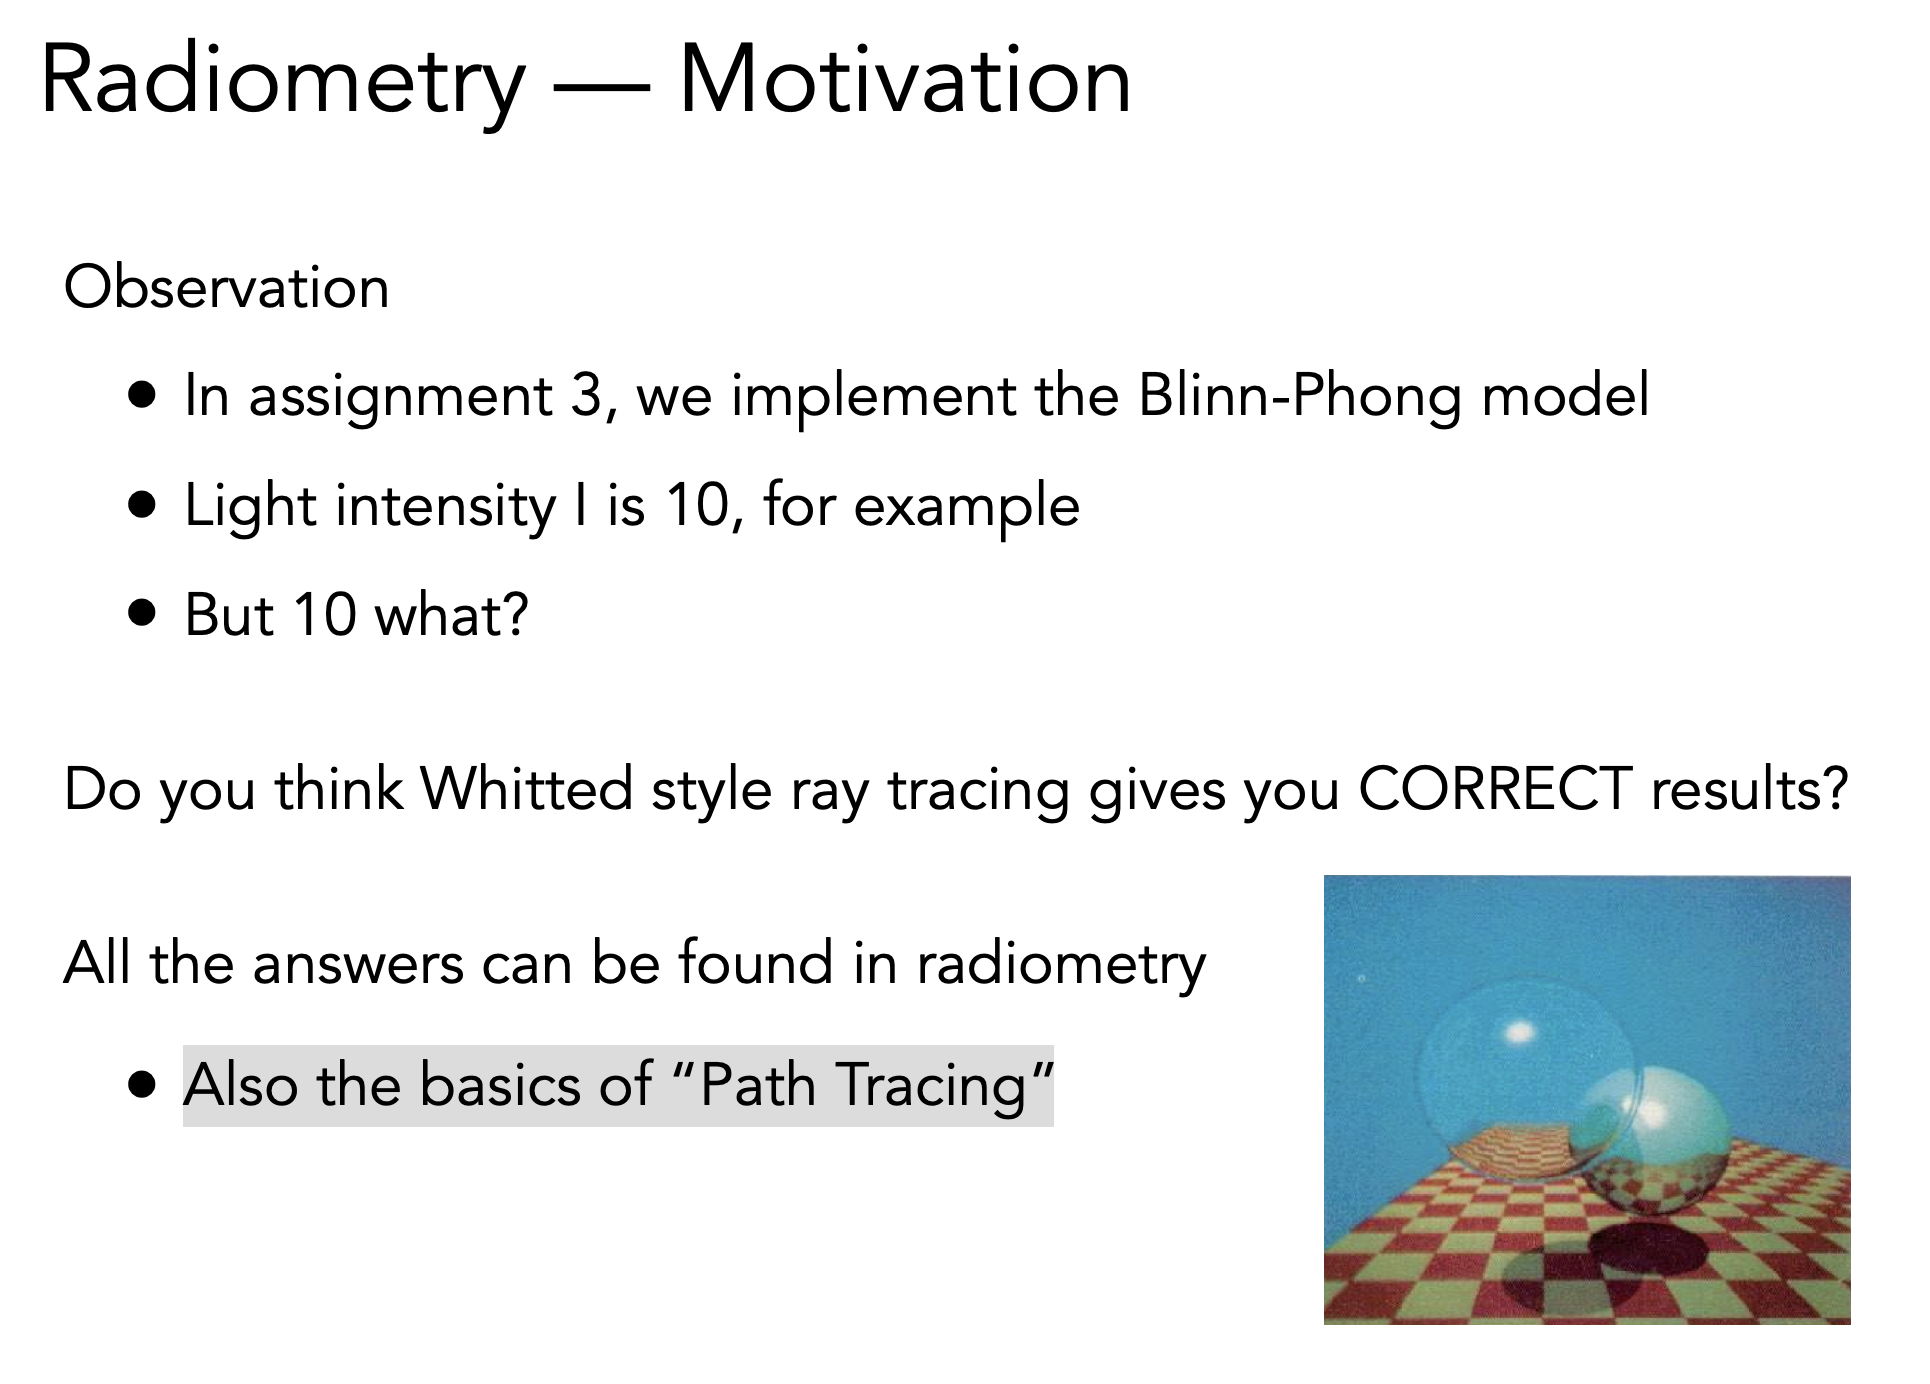 Radiometry — Motivation
Observation
• In assignment 3, we implement the Blinn-Phong model
• Light intensity I is 10, for example
• But 10 what?
Do you think Whitted style ray tracing gives you CORRECT results?
All the answers can be found in radiometry
• Also the basics of “Path Tracing”